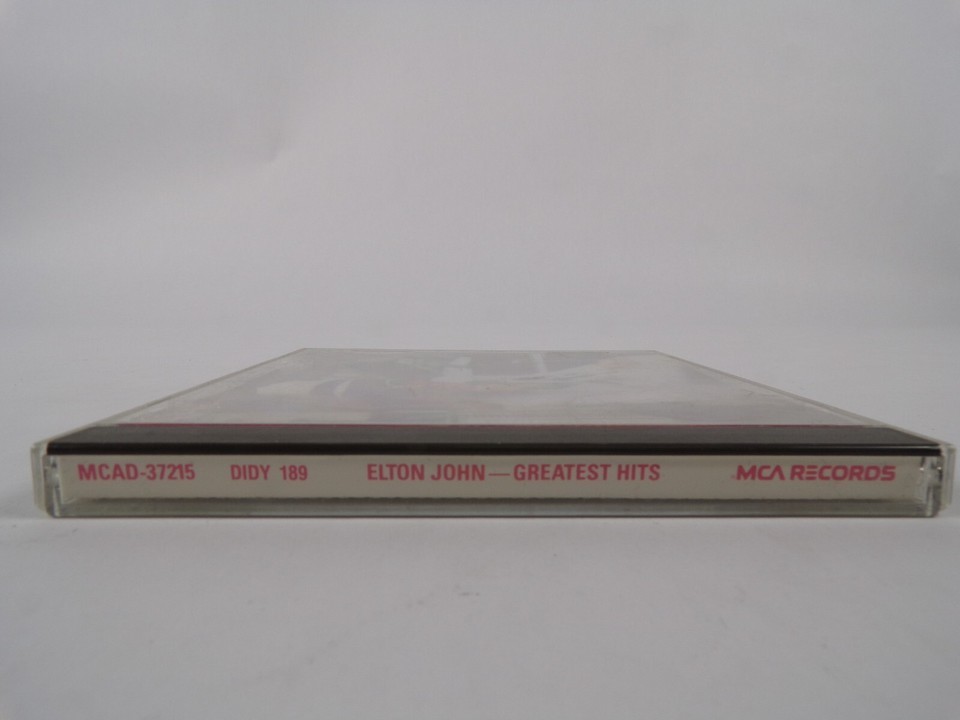 MCAD-37215 DIDY 189 ELTON JOHN—GREATEST HITS MCA RECORDS